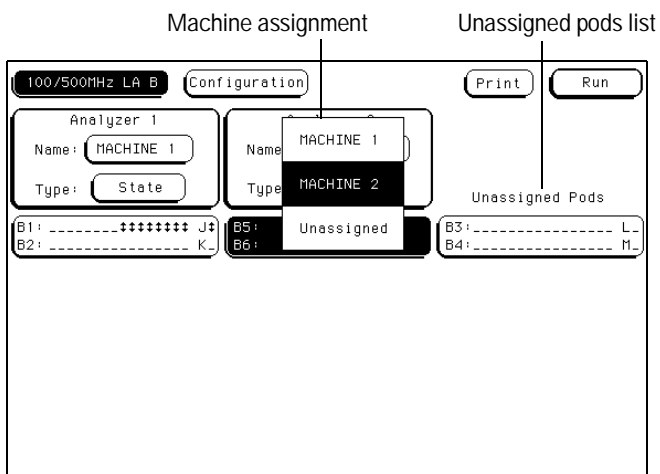 Machine assignment Unassigned pods list
100/500MHz LA B Configuration Print Run
Analyzer 1
Name: MACHINE 1 Name MACHINE 1
Type: State Type MACHINE 2 Unassigned Pods
Unassigned
B1: ________↕↕↕↕↕↕↕↕ J↕ B5: B3:________________ L_
B2: ________________ K_ B6: B4:________________ M_